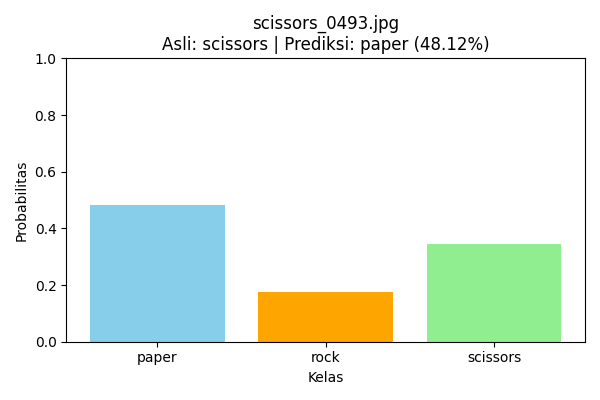 scissors_0493.jpg
Asli: scissors | Prediksi: paper (48.12%)
1.0
0.8
0.6
0.4
0.2
0.0
Probabilitas
paper rock scissors
Kelas